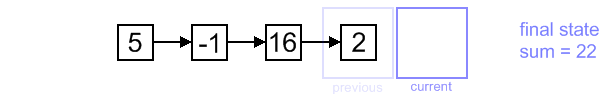 5 -1 16 2
previous current
final state
sum = 22